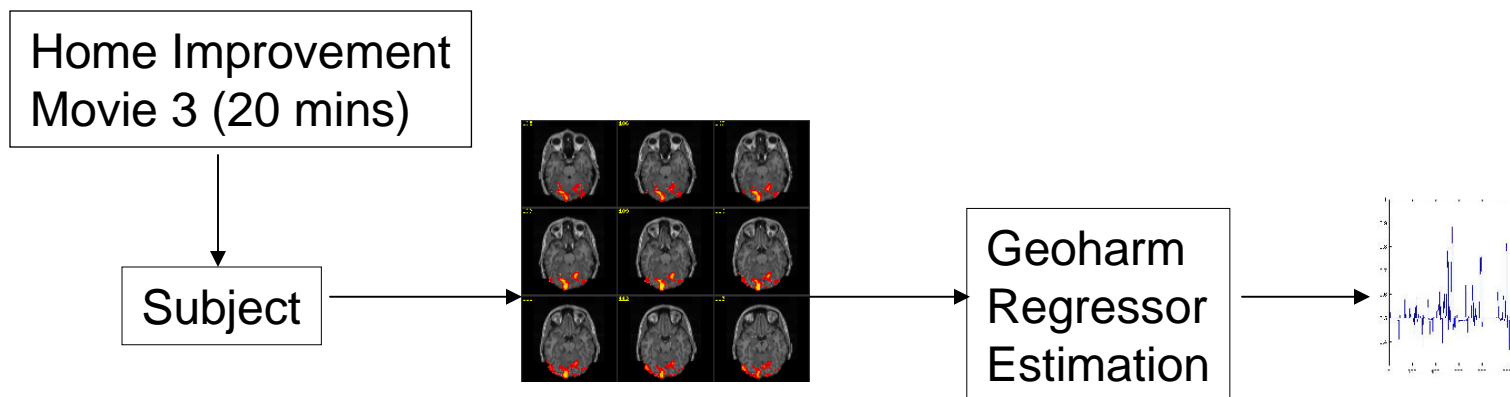 Home Improvement
Movie 3 (20 mins)
Subject
Geoharm
Regressor
Estimation